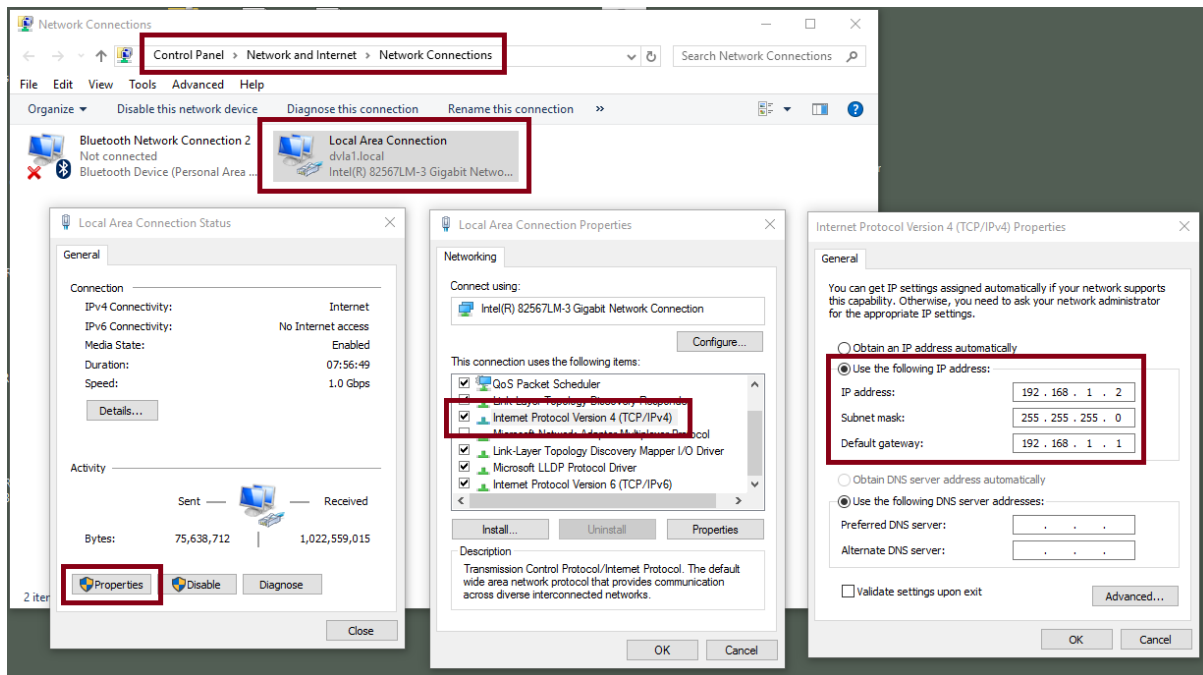 Network Connections
Control Panel > Network and Internet > Network Connections
Search Network Connections
File Edit View Tools Advanced Help
Organize Disable this network device Diagnose this connection Rename this connection »
Bluetooth Network Connection 2
Not connected
Bluetooth Device (Personal Area ...
Local Area Connection
dvla1.local
Intel(R) 82567LM-3 Gigabit Netwo...
2 iter
Local Area Connection Status
General
Connection
IPv4 Connectivity: Internet
IPv6 Connectivity: No Internet access
Media State: Enabled
Duration: 07:56:49
Speed: 1.0 Gbps
Details...
Activity
Sent — — Received
Bytes: 75,638,712 | 1,022,559,015
Properties Disable Diagnose
Close
Local Area Connection Properties
Networking
Connect using:
Intel(R) 82567LM-3 Gigabit Network Connection
Configure...
This connection uses the following items:
QoS Packet Scheduler
Link-Layer Topology Discovery Responde
Internet Protocol Version 4 (TCP/IPv4)
Microsoft Network Adapter Multiplexor Protocol
Link-Layer Topology Discovery Mapper I/O Driver
Microsoft LLDP Protocol Driver
Internet Protocol Version 6 (TCP/IPv6)
Install... Uninstall Properties
Description
Transmission Control Protocol/Internet Protocol. The default
wide area network protocol that provides communication
across diverse interconnected networks.
OK Cancel
Internet Protocol Version 4 (TCP/IPv4) Properties
General
You can get IP settings assigned automatically if your network supports
this capability. Otherwise, you need to ask your network administrator
for the appropriate IP settings.
Obtain an IP address automatically
Use the following IP address:
IP address: 192 . 168 . 1 . 2
Subnet mask: 255 . 255 . 255 . 0
Default gateway: 192 . 168 . 1 . 1
Obtain DNS server address automatically
Use the following DNS server addresses:
Preferred DNS server: . . .
Alternate DNS server: . . .
Validate settings upon exit
Advanced...
OK Cancel